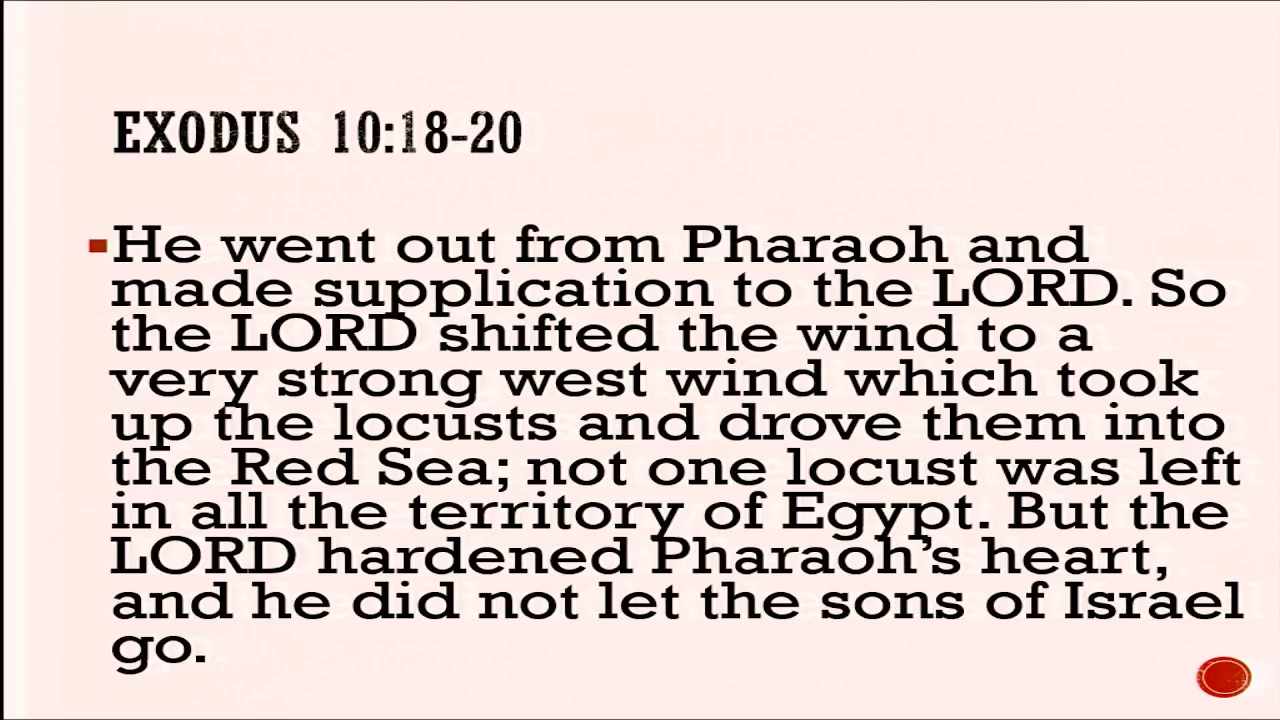 EXODUS 10:18-20
▪He went out from Pharaoh and
made supplication to the LORD. So
the LORD shifted the wind to a
very strong west wind which took
up the locusts and drove them into
the Red Sea; not one locust was left
in all the territory of Egypt. But the
LORD hardened Pharaoh's heart,
and he did not let the sons of Israel
go.